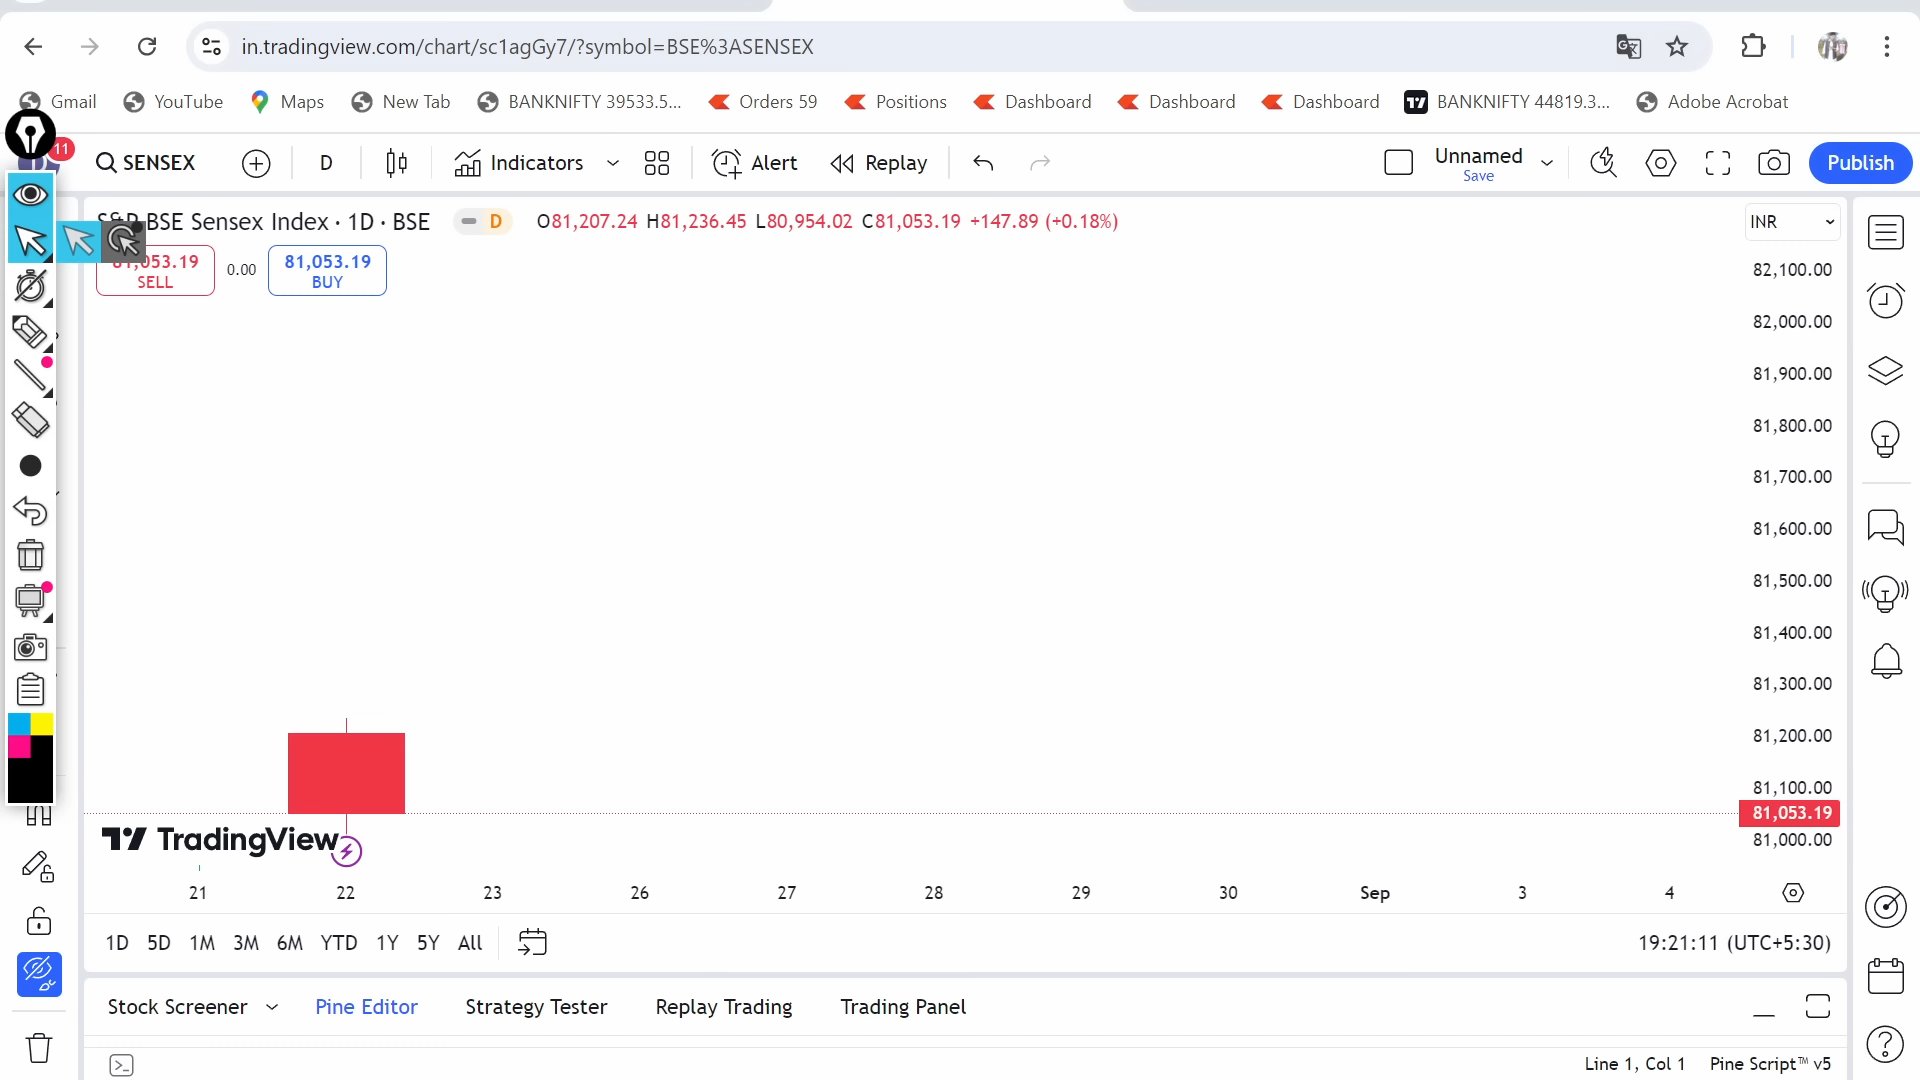 in.tradingview.com/chart/sc1agGy7/?symbol=BSE%3ASENSEX
Gmail YouTube Maps New Tab BANKNIFTY 39533.5... Orders 59 Positions Dashboard Dashboard Dashboard BANKNIFTY 44819.3... Adobe Acrobat
11
SENSEX D Indicators Alert Replay Unnamed Save Publish
S&P BSE Sensex Index · 1D · BSE D O81,207.24 H81,236.45 L80,954.02 C81,053.19 +147.89 (+0.18%) INR
81,053.19 0.00 81,053.19
SELL BUY
82,100.00
82,000.00
81,900.00
81,800.00
81,700.00
81,600.00
81,500.00
81,400.00
81,300.00
81,200.00
81,100.00
81,053.19
81,000.00
TradingView
21 22 23 26 27 28 29 30 Sep 3 4
1D 5D 1M 3M 6M YTD 1Y 5Y All 19:21:11 (UTC+5:30)
Stock Screener Pine Editor Strategy Tester Replay Trading Trading Panel
Line 1, Col 1 Pine Script™ v5